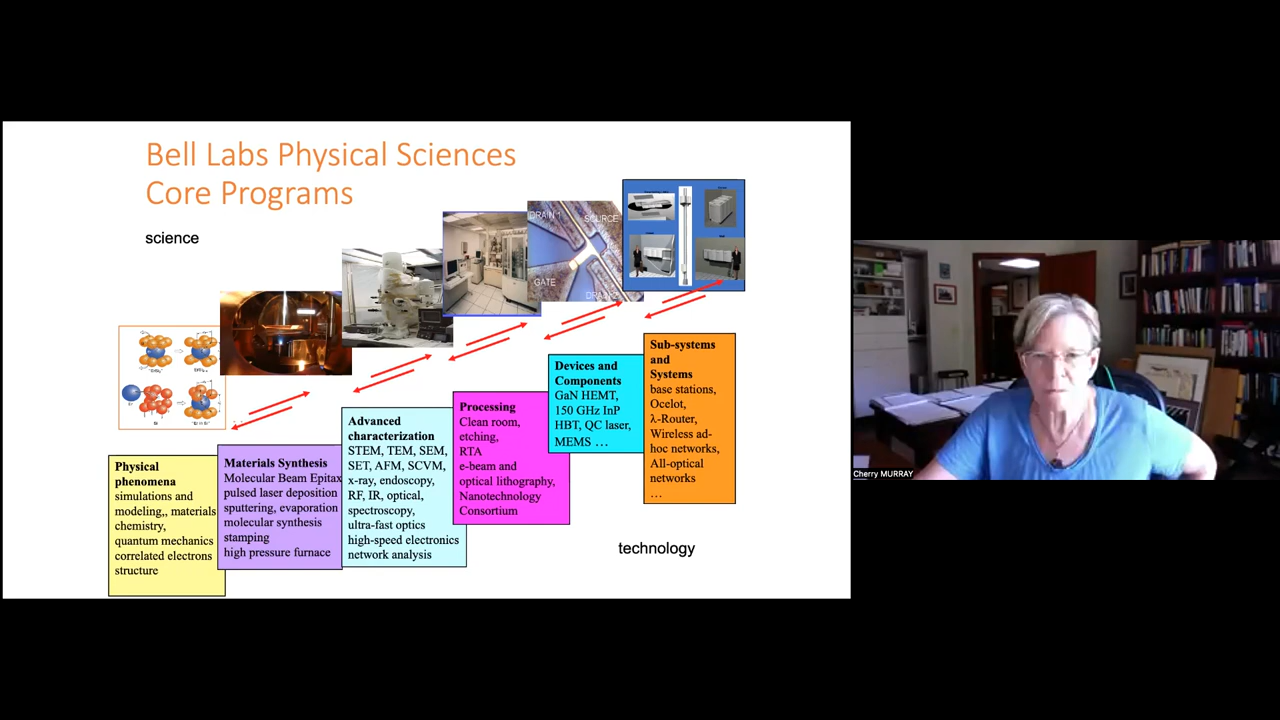 Bell Labs Physical Sciences
Core Programs
science
DRAIN 1
SOURCE
GATE
Physical
phenomena
simulations and
modeling,, materials
chemistry,
quantum mechanics
correlated electrons
structure
Materials Synthesis
Molecular Beam Epitax
pulsed laser deposition
sputtering, evaporation
molecular synthesis
stamping
high pressure furnace
Advanced
characterization
STEM, TEM, SEM,
SET, AFM, SCVM,
x-ray, endoscopy,
RF, IR, optical,
spectroscopy,
ultra-fast optics
high-speed electronics
network analysis
Processing
Clean room,
etching,
RTA
e-beam and
optical lithography,
Nanotechnology
Consortium
Devices and
Components
GaN HEMT,
150 GHz InP
HBT, QC laser,
MEMS …
Sub-systems
and
Systems
base stations,
Ocelot,
λ-Router,
Wireless ad-
hoc networks,
All-optical
networks
…
technology
Cherry MURRAY